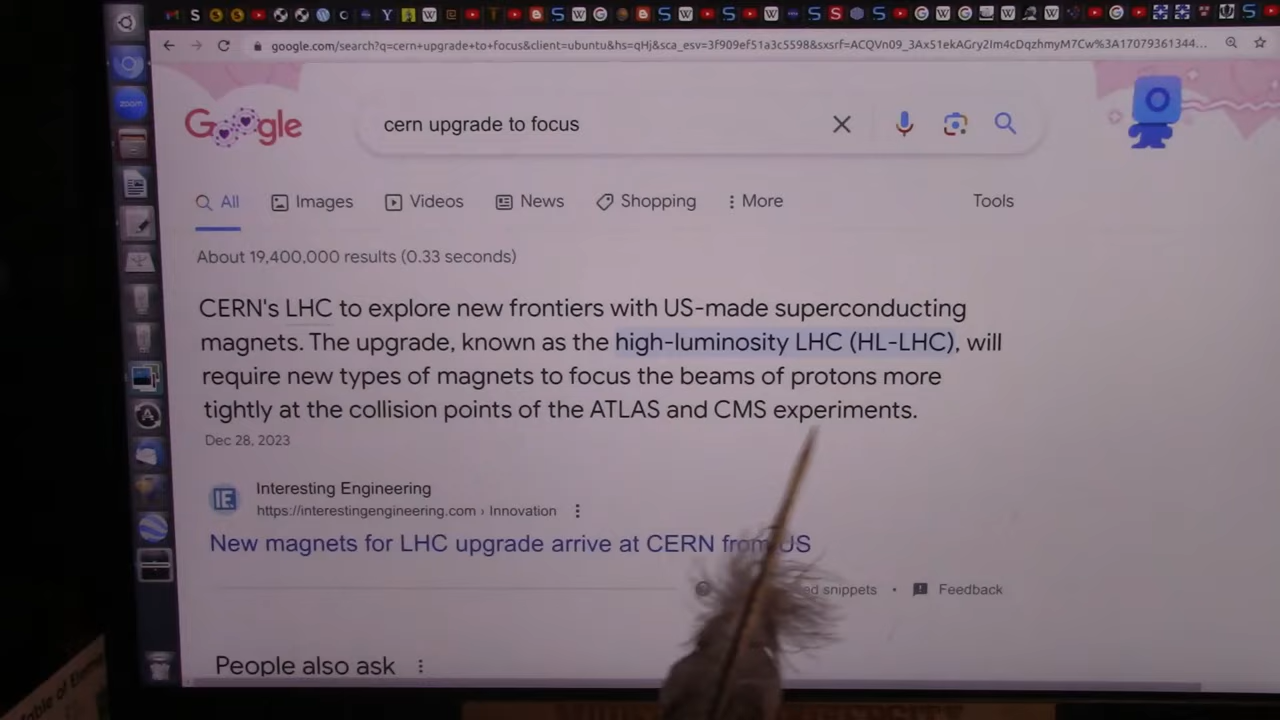 google.com/search?q=cern+upgrade+to+focus&client=ubuntu&hs=qHj&sca_esv=3f909ef51a3c5598&sxsrf=ACQVn09_3Ax51ekAGry2Im4cDqzhmyM7Cw%3A17079361344...
Google
cern upgrade to focus
All Images Videos News Shopping More Tools
About 19,400,000 results (0.33 seconds)
CERN's LHC to explore new frontiers with US-made superconducting
magnets. The upgrade, known as the high-luminosity LHC (HL-LHC), will
require new types of magnets to focus the beams of protons more
tightly at the collision points of the ATLAS and CMS experiments.
Dec 28, 2023
Interesting Engineering
https://interestingengineering.com › Innovation
New magnets for LHC upgrade arrive at CERN from US
snippets • Feedback
People also ask
zoom